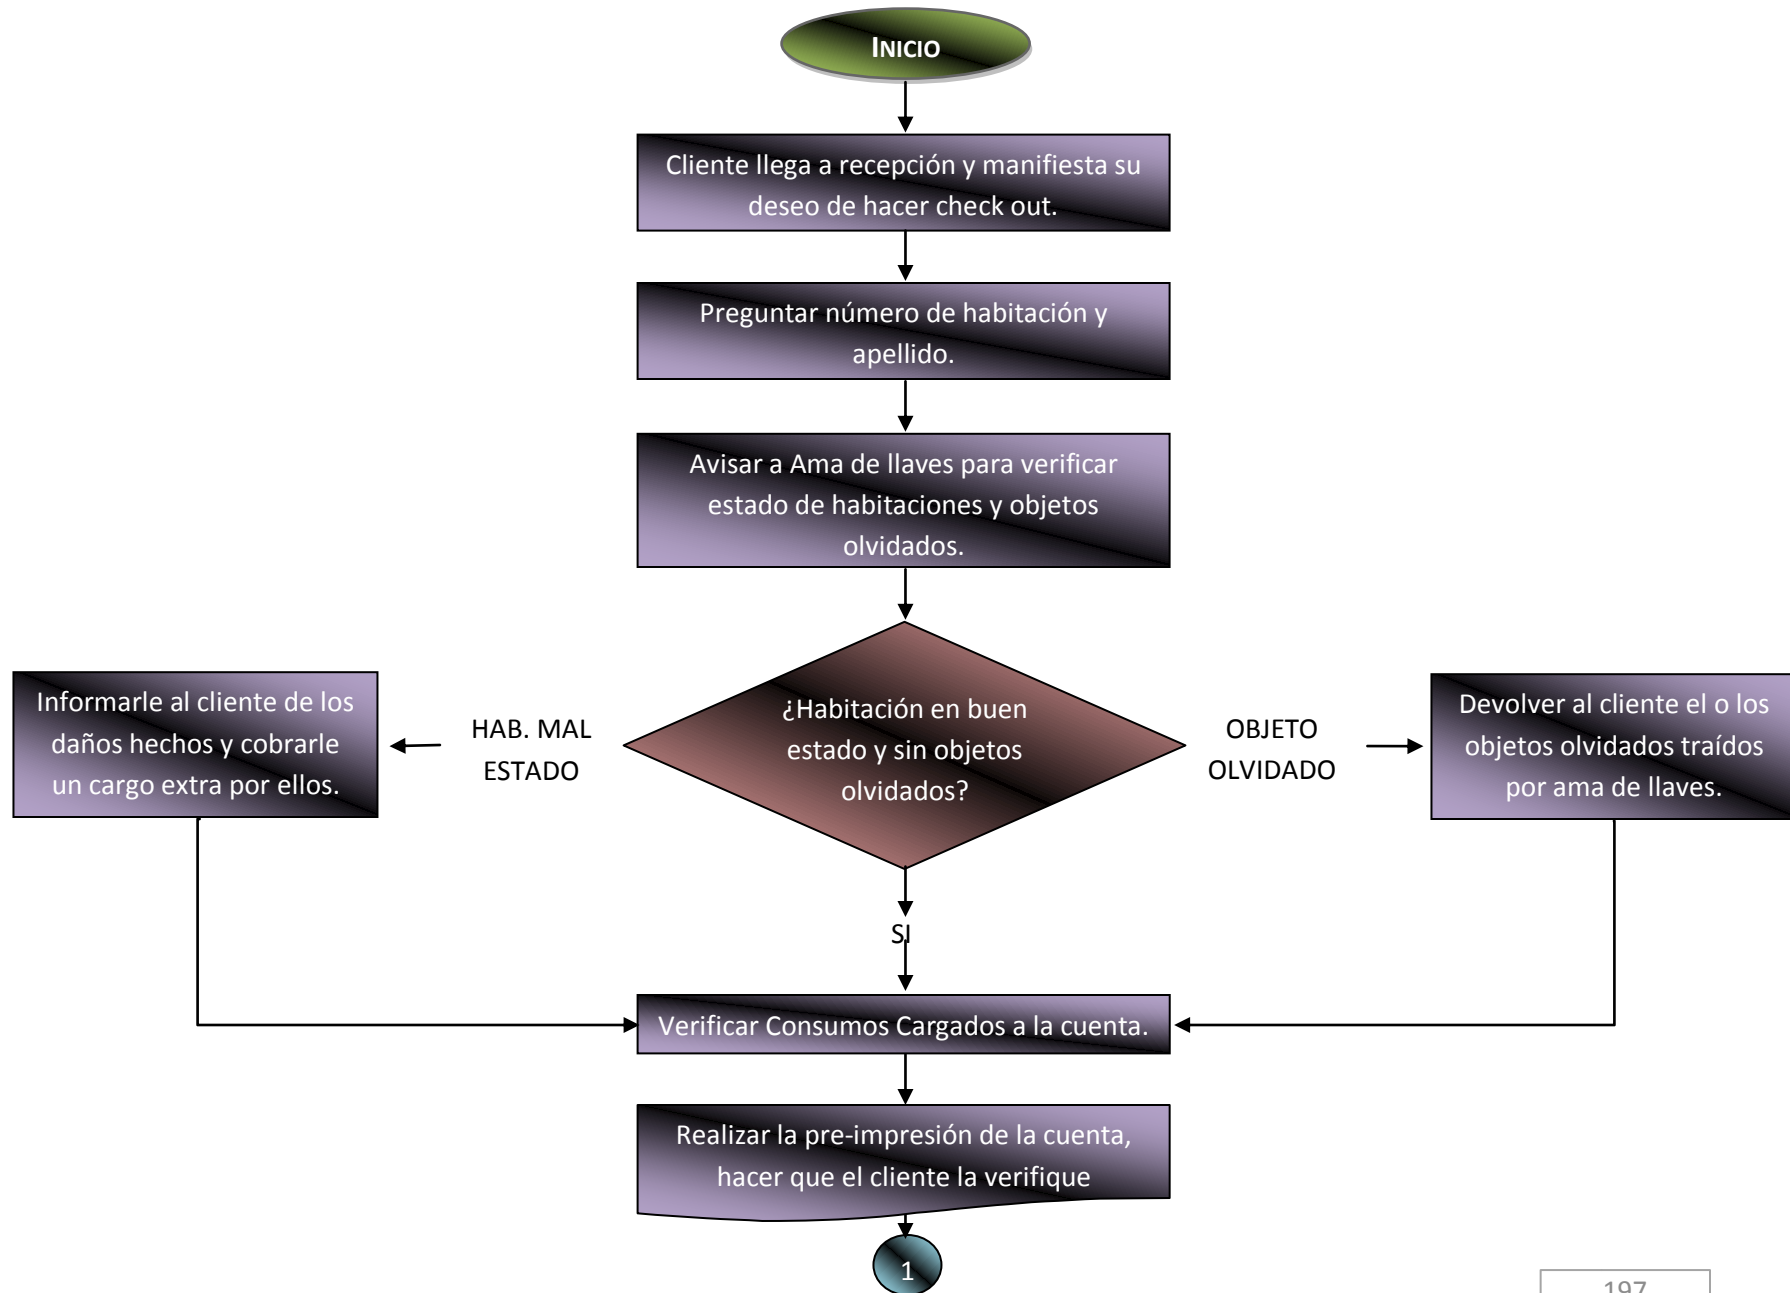 INICIO
Cliente llega a recepción y manifiesta su
deseo de hacer check out.
Preguntar número de habitación y
apellido.
Avisar a Ama de llaves para verificar
estado de habitaciones y objetos
olvidados.
Informarle al cliente de los
daños hechos y cobrarle
un cargo extra por ellos.
HAB. MAL
ESTADO
¿Habitación en buen
estado y sin objetos
olvidados?
OBJETO
OLVIDADO
Devolver al cliente el o los
objetos olvidados traídos
por ama de llaves.
SI
Verificar Consumos Cargados a la cuenta.
Realizar la pre-impresión de la cuenta,
hacer que el cliente la verifique
1
197